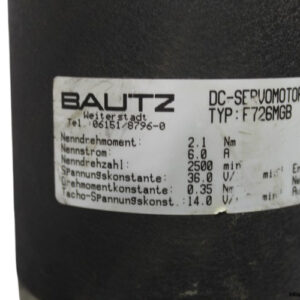 BAUTZ DC-SERVOMOTOR
Weiterstadt TYP: F726MGB
Tel. 06151/8796-0
Nenndrehmoment: 2.1 Nm
Nennstrom: 6.0 A
Nenndrehzahl: 2500 min
Spannungskonstante: 36.0 V/ min
Drehmomentkonstante: 0.35 Nm
Tacho-Spannungskonst.: 14.0 V/